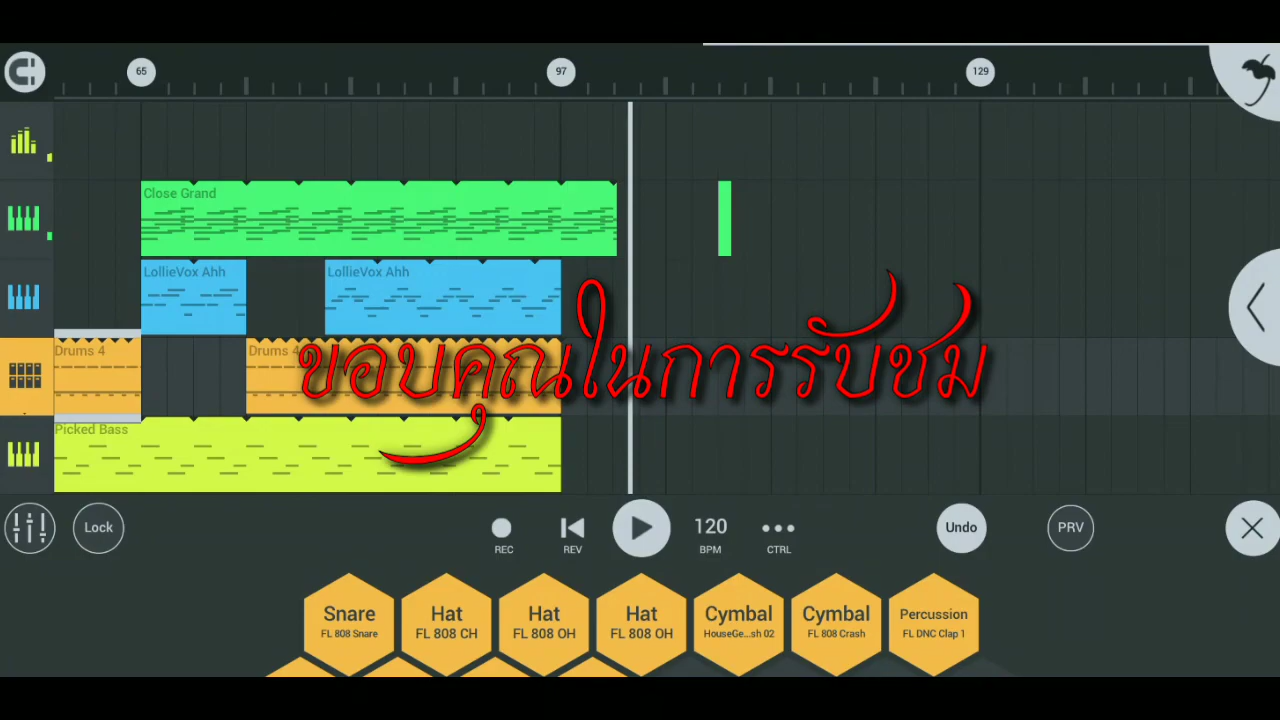 65
97
129
Close Grand
LollieVox Ahh
LollieVox Ahh
Drums 4
Drums 4
ขอบคุณในการรับชม
Picked Bass
Lock
REC
REV
120
BPM
CTRL
Undo
PRV
Snare
FL 808 Snare
Hat
FL 808 CH
Hat
FL 808 OH
Hat
FL 808 OH
Cymbal
HouseGe...sh 02
Cymbal
FL 808 Crash
Percussion
FL DNC Clap 1